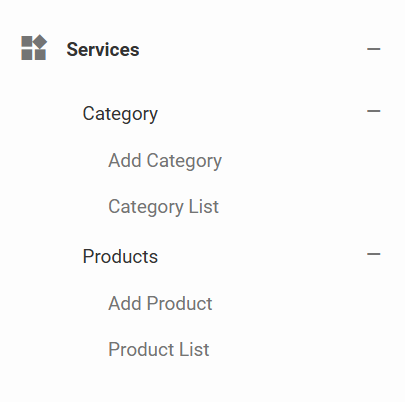 Services
Category
Add Category
Category List
Products
Add Product
Product List